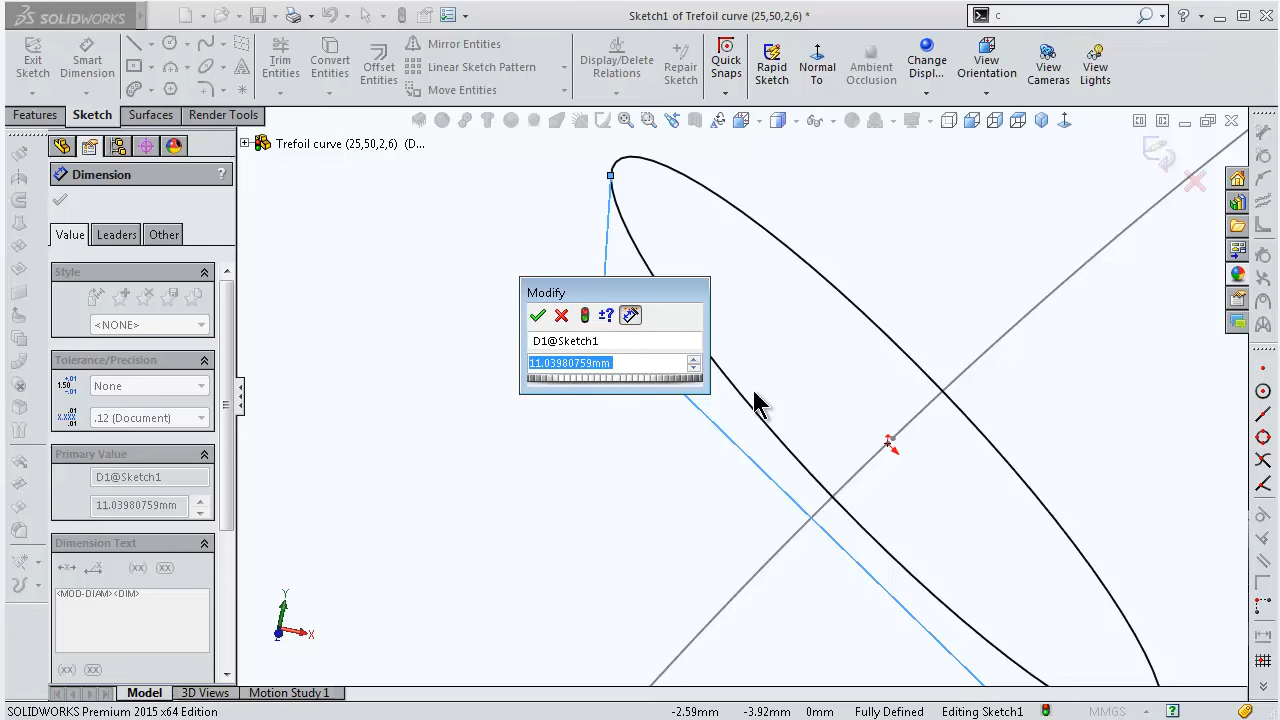 SOLIDWORKS
Sketch1 of Trefoil curve (25,50,2,6) *
c
Exit Sketch
Smart Dimension
Trim Entities
Convert Entities
Offset Entities
Mirror Entities
Linear Sketch Pattern
Move Entities
Display/Delete Relations
Repair Sketch
Quick Snaps
Rapid Sketch
Normal To
Ambient Occlusion
Change Displ...
View Orientation
View Cameras
View Lights
Features
Sketch
Surfaces
Render Tools
Trefoil curve (25,50,2,6) (D...
Dimension
?
Value
Leaders
Other
Style
<NONE>
Tolerance/Precision
None
.12 (Document)
Primary Value
D1@Sketch1
11.03980759mm
Dimension Text
<MOD-DIAM><DIM>
(xx) (xx)
(xx) (xx)
Modify
±?
D1@Sketch1
11.03980759mm
Y
X
Z
Model
3D Views
Motion Study 1
SOLIDWORKS Premium 2015 x64 Edition
-2.59mm
-3.92mm
0mm
Fully Defined
Editing Sketch1
MMGS
?